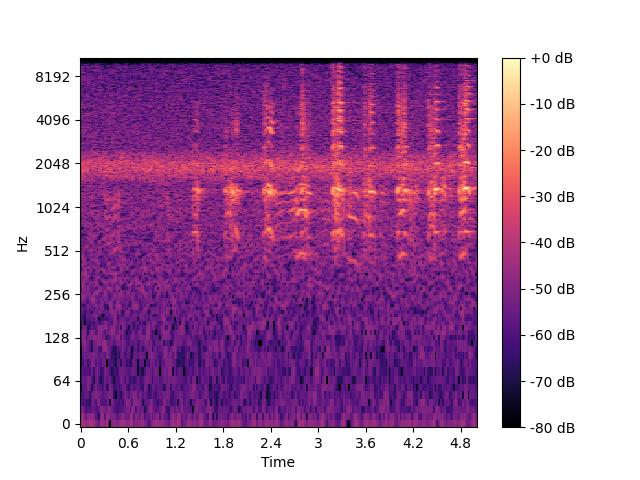 8192
4096
2048
1024
512
256
128
64
0
Hz
0 0.6 1.2 1.8 2.4 3 3.6 4.2 4.8
Time
+0 dB
-10 dB
-20 dB
-30 dB
-40 dB
-50 dB
-60 dB
-70 dB
-80 dB